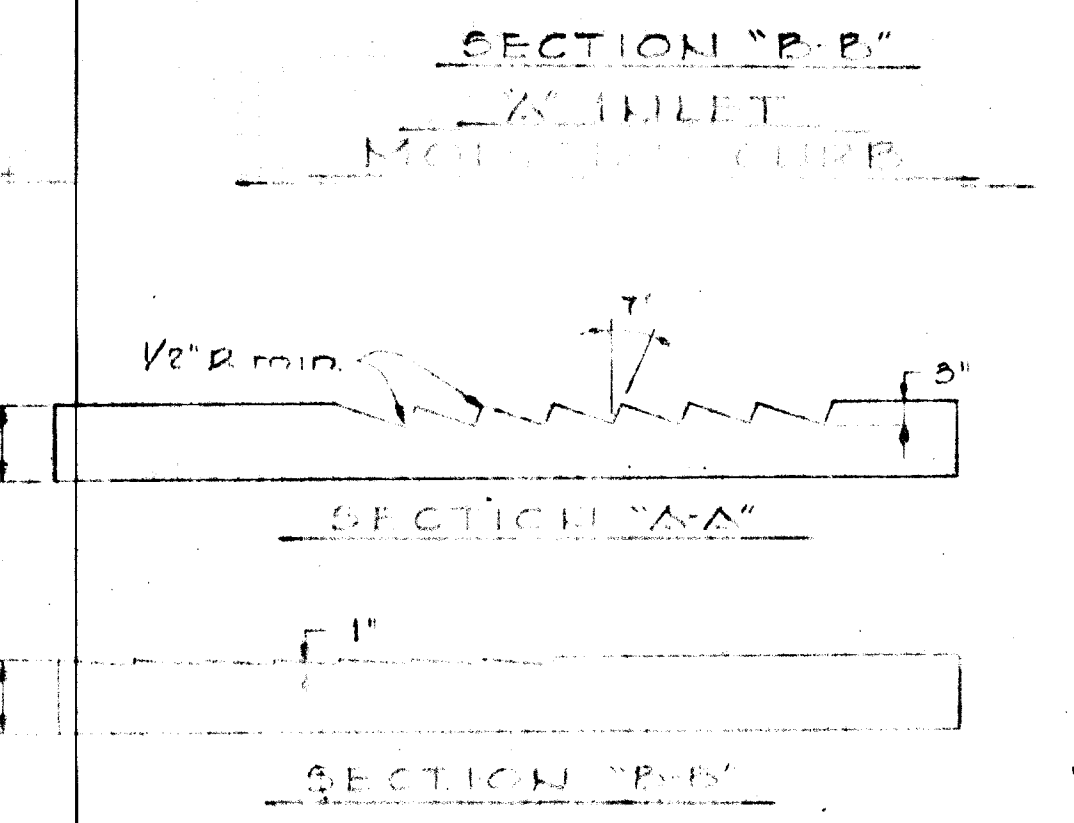 SECTION "B-B"
"A" INLET
CURB
7°
1/2" R min.
3"
SECTION "A-A"
1"
SECTION "B-B"